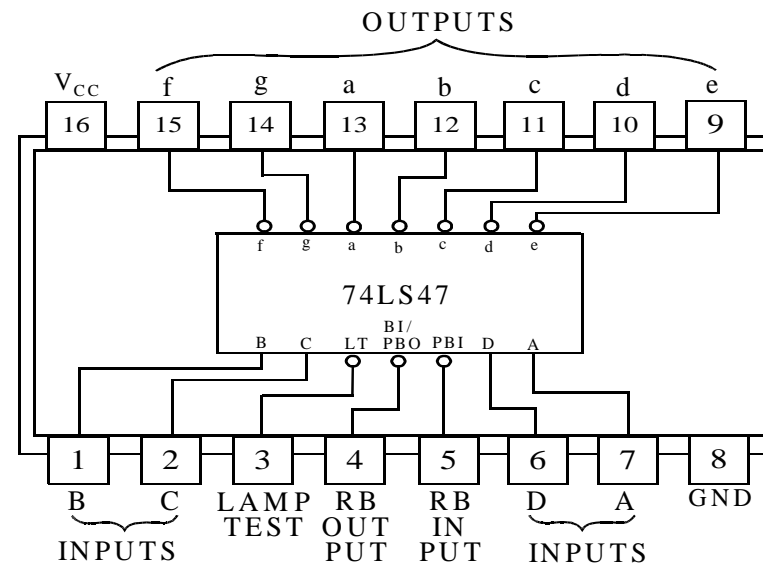 OUTPUTS
VCC f g a b c d e
16 15 14 13 12 11 10 9
f g a b c d e
74LS47
BI/
B C LT PBO PBI D A
1 2 3 4 5 6 7 8
B C LAMP RB RB D A GND
TEST OUT IN
INPUTS PUT PUT INPUTS